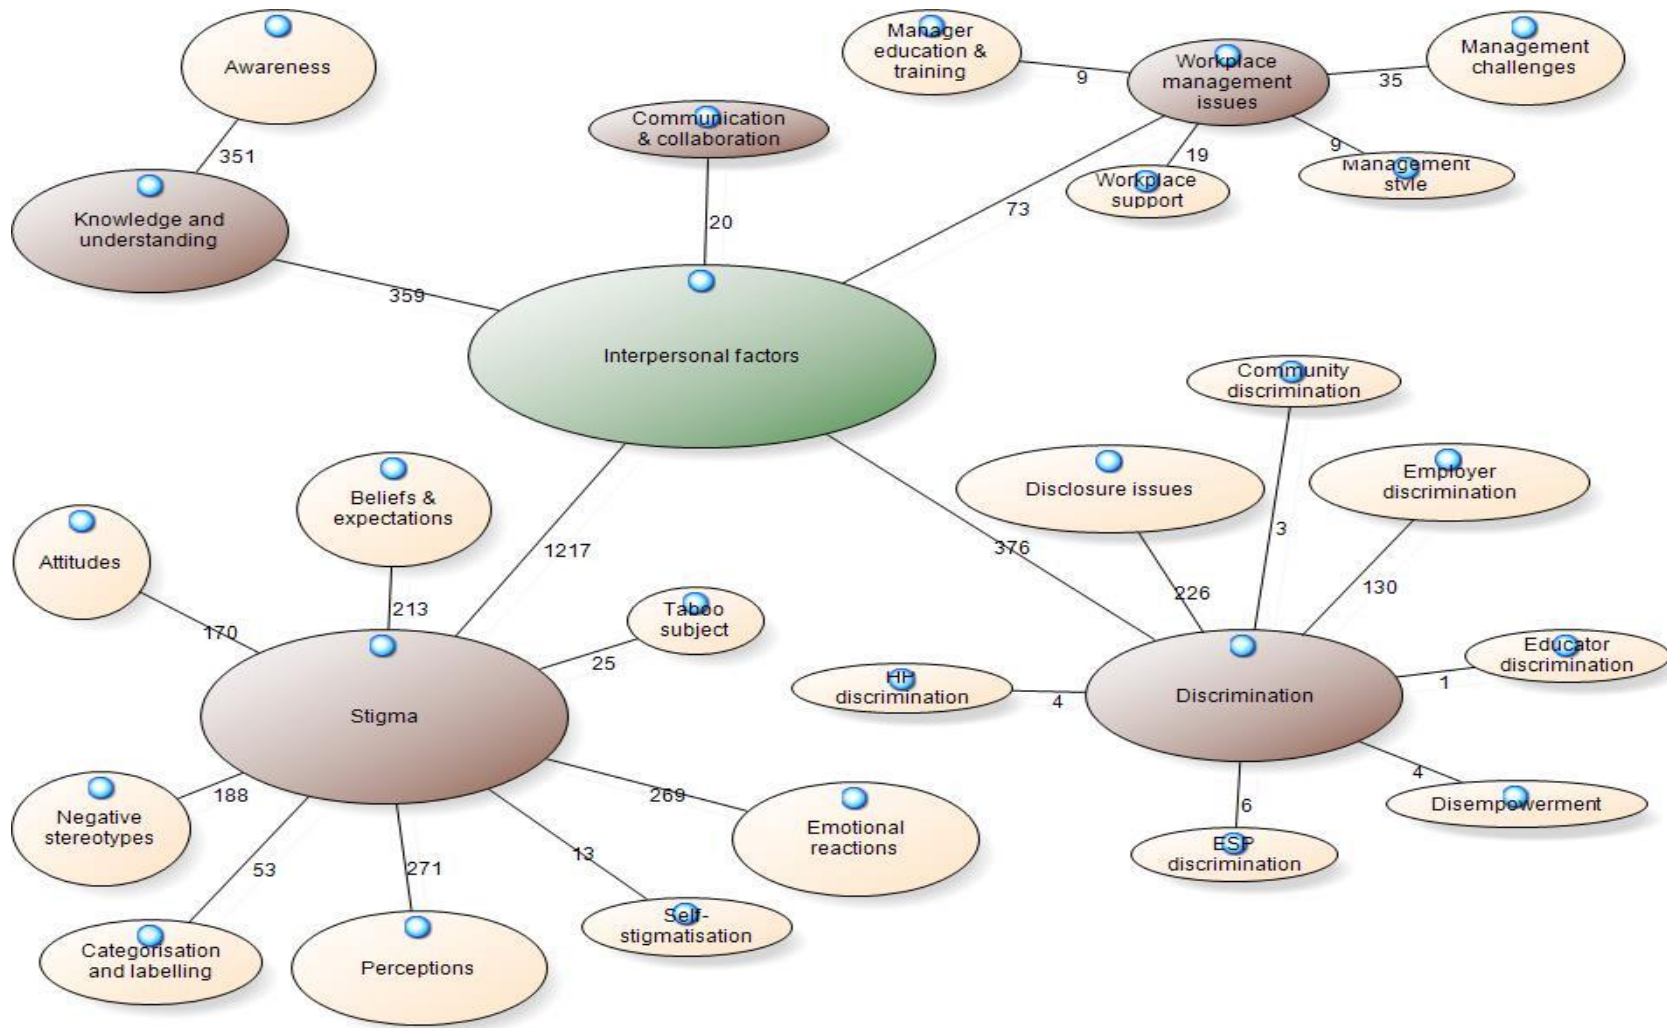 Awareness
351
Knowledge and
understanding
359
Communication
& collaboration
20
Manager
education &
training
9
Workplace
management
issues
35
Management
challenges
19
Workplace
support
9
Management
style
73
Interpersonal factors
1217
376
Attitudes
170
Beliefs &
expectations
213
Taboo
subject
25
Stigma
Negative
stereotypes
188
Categorisation
and labelling
53
Perceptions
271
Self-
stigmatisation
13
Emotional
reactions
269
Community
discrimination
3
Disclosure issues
226
Employer
discrimination
130
Educator
discrimination
1
Discrimination
HP
discrimination
4
Disempowerment
4
ESP
discrimination
6